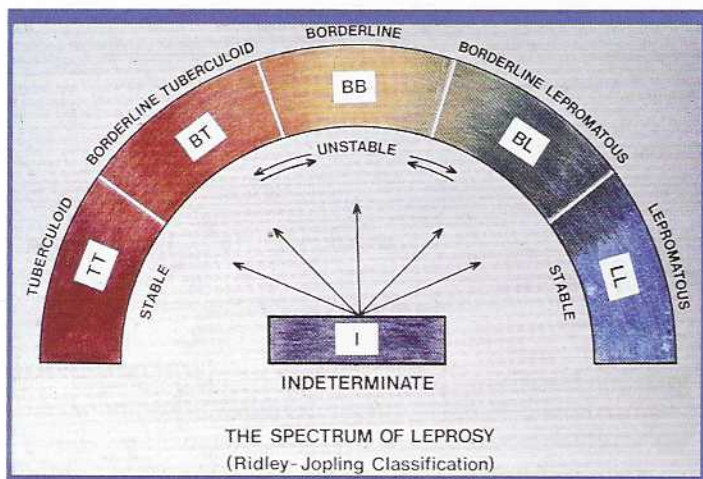 TUBERCULOID
BORDERLINE TUBERCULOID
BORDERLINE
BORDERLINE LEPROMATOUS
LEPROMATOUS
TT
BT
BB
BL
LL
STABLE
UNSTABLE
STABLE
I
INDETERMINATE
THE SPECTRUM OF LEPROSY
(Ridley-Jopling Classification)